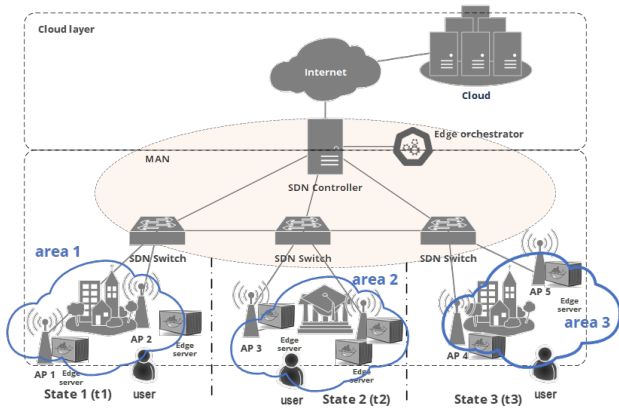 Cloud layer
Internet
Cloud
Edge orchestrator
MAN
SDN Controller
area 1
SDN Switch
SDN Switch
SDN Switch
area 2
AP 5
Edge
server
area 3
AP 1
Edge
server
AP 2
Edge
server
AP 3
Edge
server
Edge
server
AP 4
Edge
server
State 1 (t1)
user
user
State 2 (t2)
State 3 (t3)
user